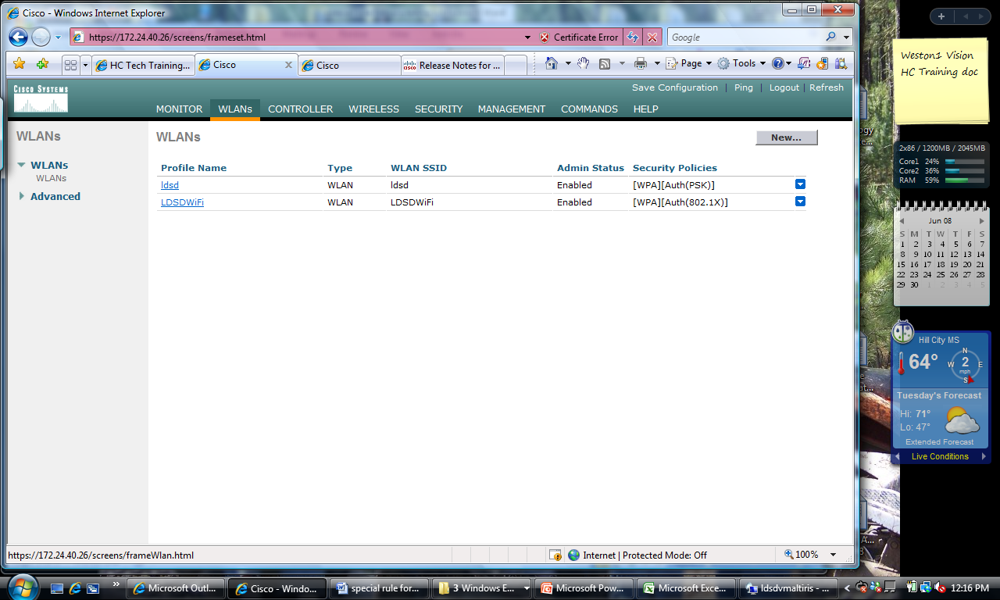 Cisco - Windows Internet Explorer
https://172.24.40.26/screens/frameset.html
Certificate Error
Google
HC Tech Training...
Cisco
Cisco
Release Notes for ...
Page
Tools
CISCO SYSTEMS
Save Configuration | Ping | Logout | Refresh
MONITOR WLANs CONTROLLER WIRELESS SECURITY MANAGEMENT COMMANDS HELP
WLANs
WLANs
WLANs
Advanced
WLANs
New...
Profile Name Type WLAN SSID Admin Status Security Policies
ldsd WLAN ldsd Enabled [WPA][Auth(PSK)]
LDSDWiFi WLAN LDSDWiFi Enabled [WPA][Auth(802.1X)]
https://172.24.40.26/screens/frameWlan.html
Internet | Protected Mode: Off
100%
Weston1 Vision
HC Training doc
2x86 / 1200MB / 2045MB
Core1 24%
Core2 36%
RAM 59%
Jun 08
S M T W T F S
1 2 3 4 5 6 7
8 9 10 11 12 13 14
15 16 17 18 19 20 21
22 23 24 25 26 27 28
29 30 1 2 3 4 5
Hill City MS
64°
N
W 2 E
mph
S
Tuesday's Forecast
Hi: 71°
Lo: 47°
Extended Forecast
Live Conditions
Microsoft Outl...
Cisco - Windo...
special rule for...
3 Windows E...
Microsoft Pow...
Microsoft Exce...
ldsdvmaltiris - ...
12:16 PM